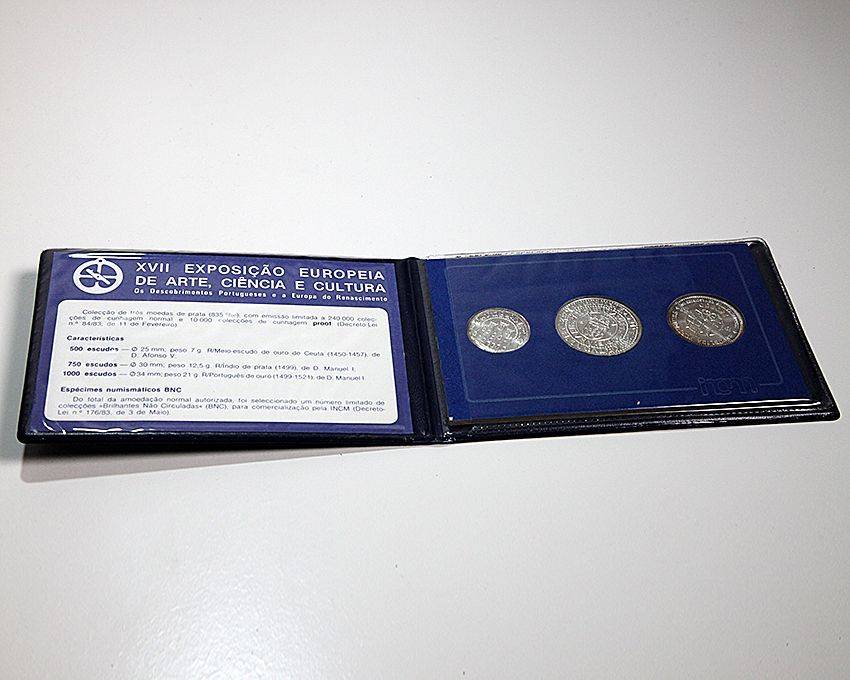 XVII EXPOSIÇÃO EUROPEIA
DE ARTE, CIÊNCIA E CULTURA
Os Descobrimentos Portugueses e a Europa do Renascimento
Colecção de três moedas de prata (835 ‰), com emissão limitada a 240 000 colec-
ções de cunhagem normal e 10 000 colecções de cunhagem proof (Decreto-Lei
n.º 84/83, de 11 de Fevereiro).
Características
500 escudos — Ø 25 mm; peso 7 g. R/Meio-escudo de ouro de Ceuta (1450-1457), de
D. Afonso V.
750 escudos — Ø 30 mm; peso 12,5 g. R/Índio de prata (1499), de D. Manuel I.
1000 escudos — Ø 34 mm; peso 21 g. R/Português de ouro (1499-1521), de D. Manuel I.
Espécimes numismáticos BNC
Do total da amoedação normal autorizada, foi seleccionado um número limitado de
colecções «Brilhantes Não Circuladas» (BNC), para comercialização pela INCM (Decreto-
Lei n.º 176/83, de 3 de Maio).
incm